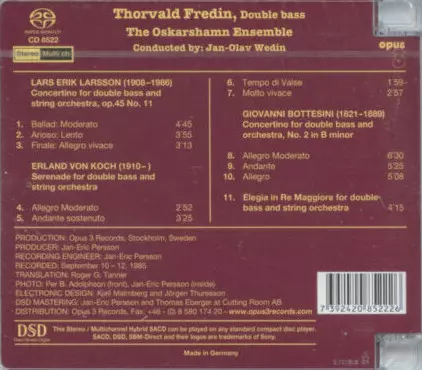 Thorvald Fredin, Double bass
The Oskarshamn Ensemble
Conducted by: Jan-Olav Wedin
SUPER AUDIO CD
CD 8522
Stereo Multi ch
opus
LARS ERIK LARSSON (1908–1986)
Concertino for double bass and
string orchestra, op.45 No. 11
1. Ballad: Moderato 4'45
2. Arioso: Lento 3'55
3. Finale: Allegro vivace 3'13
ERLAND VON KOCH (1910– )
Serenade for double bass and
string orchestra
4. Allegro Moderato 2'52
5. Andante sostenuto 3'25
6. Tempo di Valse 1'59
7. Molto vivace 2'57
GIOVANNI BOTTESINI (1821–1889)
Concerto for double bass and
orchestra, No. 2 in B minor
8. Allegro Moderato 6'30
9. Andante 5'25
10. Allegro 5'08
11. Elegia in Re Maggiore for double
bass and string orchestra 4'15
PRODUCTION: Opus 3 Records, Stockholm, Sweden
PRODUCER: Jan-Eric Persson
RECORDING ENGINEER: Jan-Eric Persson
RECORDED: September 10 – 12, 1985
TRANSLATION: Roger G. Tanner
PHOTO: Per B. Adolphson (front), Jan-Eric Persson (inside)
ELECTRONIC DESIGN: Kjell Malmberg and Jörgen Thuresson
DSD MASTERING: Jan-Eric Persson and Thomas Eberger at Cutting Room AB
DISTRIBUTION: Opus 3 Records, Fax: +46 - (0) 8 580 174 20 – www.opus3records.com
7 392420 852226
DSD
Direct Stream Digital
This Stereo / Multichannel Hybrid SACD can be played on any standard compact disc player.
SACD, DSD, SBM-Direct and their logos are trademarks of Sony.
Made in Germany